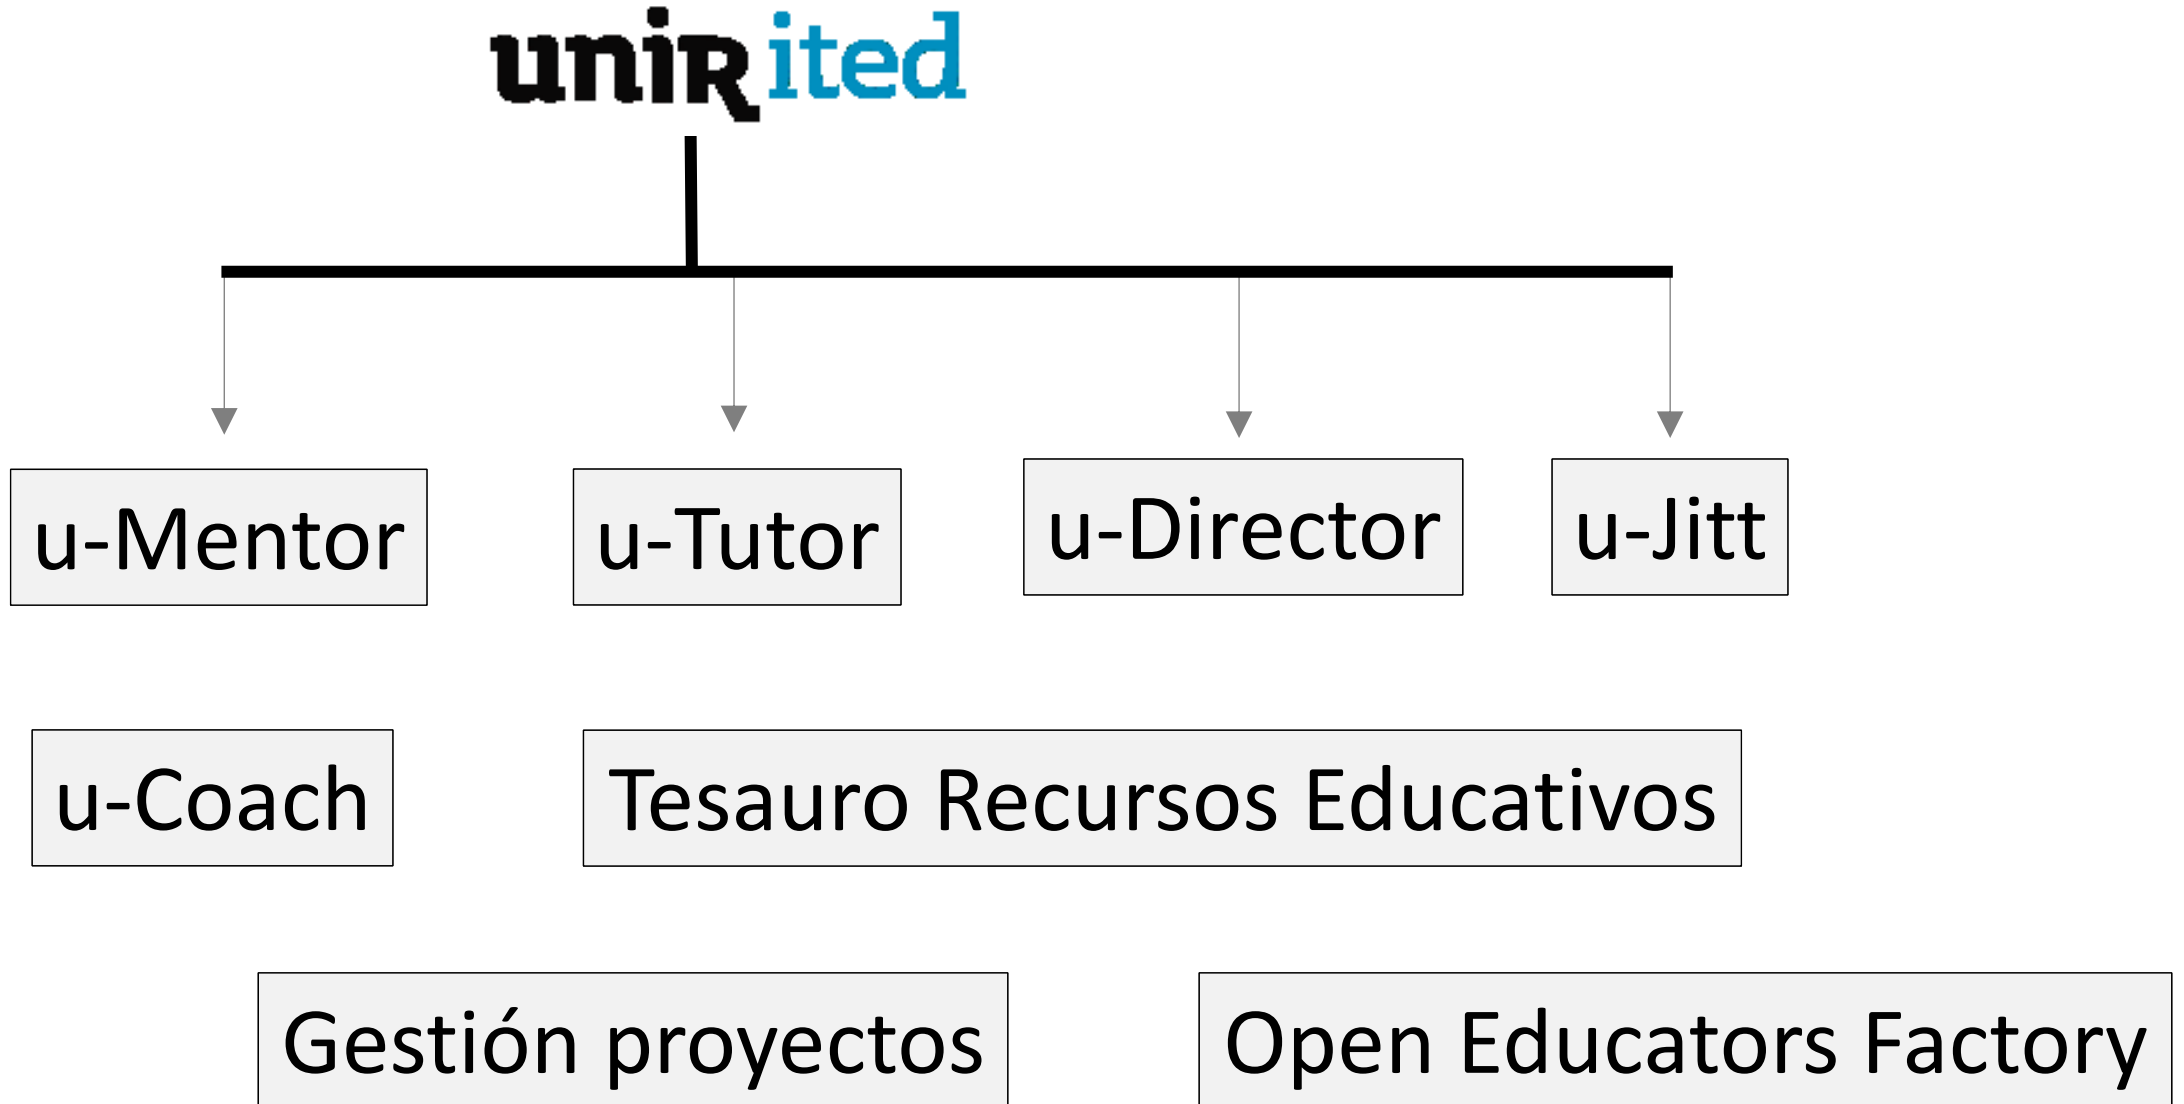 uniR ited
u-Mentor
u-Tutor
u-Director
u-Jitt
u-Coach
Tesauro Recursos Educativos
Gestión proyectos
Open Educators Factory